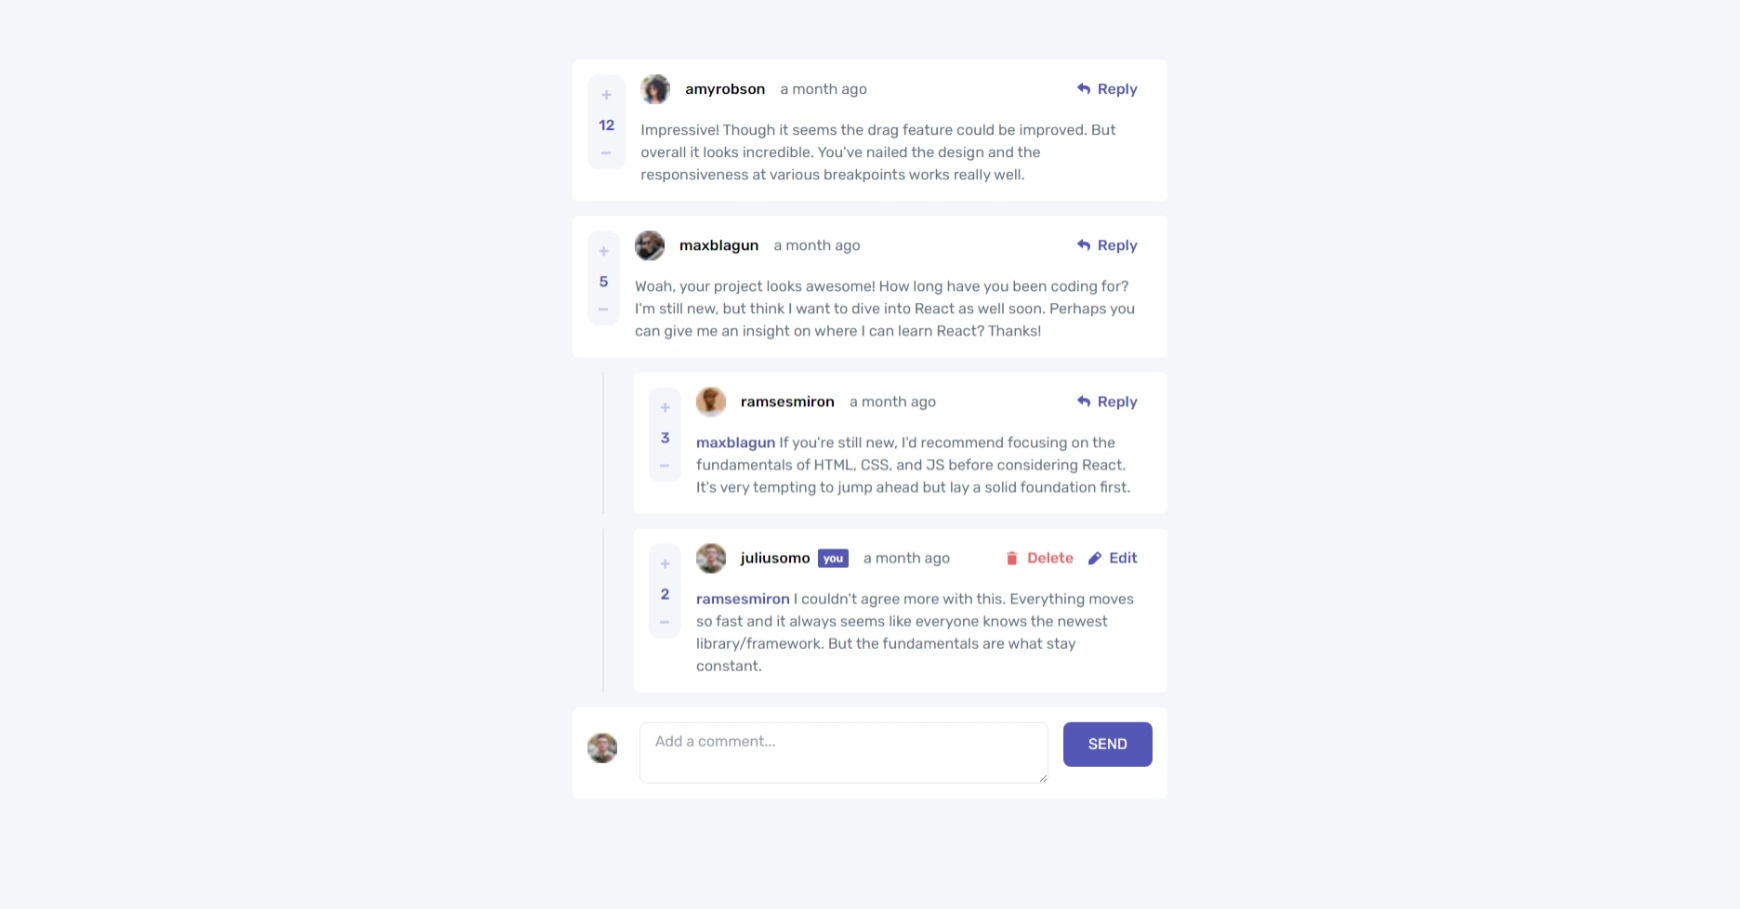 +
12
−
amyrobson a month ago Reply
Impressive! Though it seems the drag feature could be improved. But
overall it looks incredible. You've nailed the design and the
responsiveness at various breakpoints works really well.
+
5
−
maxblagun a month ago Reply
Woah, your project looks awesome! How long have you been coding for?
I'm still new, but think I want to dive into React as well soon. Perhaps you
can give me an insight on where I can learn React? Thanks!
+
3
−
ramsesmiron a month ago Reply
maxblagun If you're still new, I'd recommend focusing on the
fundamentals of HTML, CSS, and JS before considering React.
It's very tempting to jump ahead but lay a solid foundation first.
+
2
−
juliusomo you a month ago Delete Edit
ramsesmiron I couldn't agree more with this. Everything moves
so fast and it always seems like everyone knows the newest
library/framework. But the fundamentals are what stay
constant.
Add a comment...
SEND